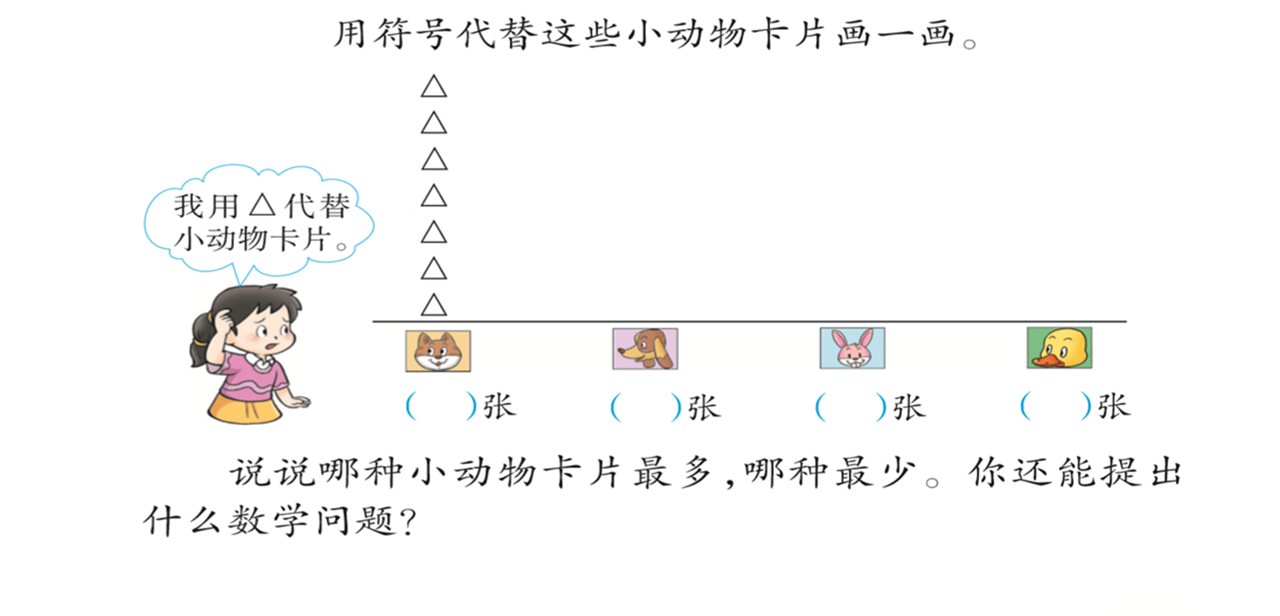 用符号代替这些小动物卡片画一画。
我用△代替
小动物卡片。
( )张 ( )张 ( )张 ( )张
说说哪种小动物卡片最多,哪种最少。你还能提出
什么数学问题?